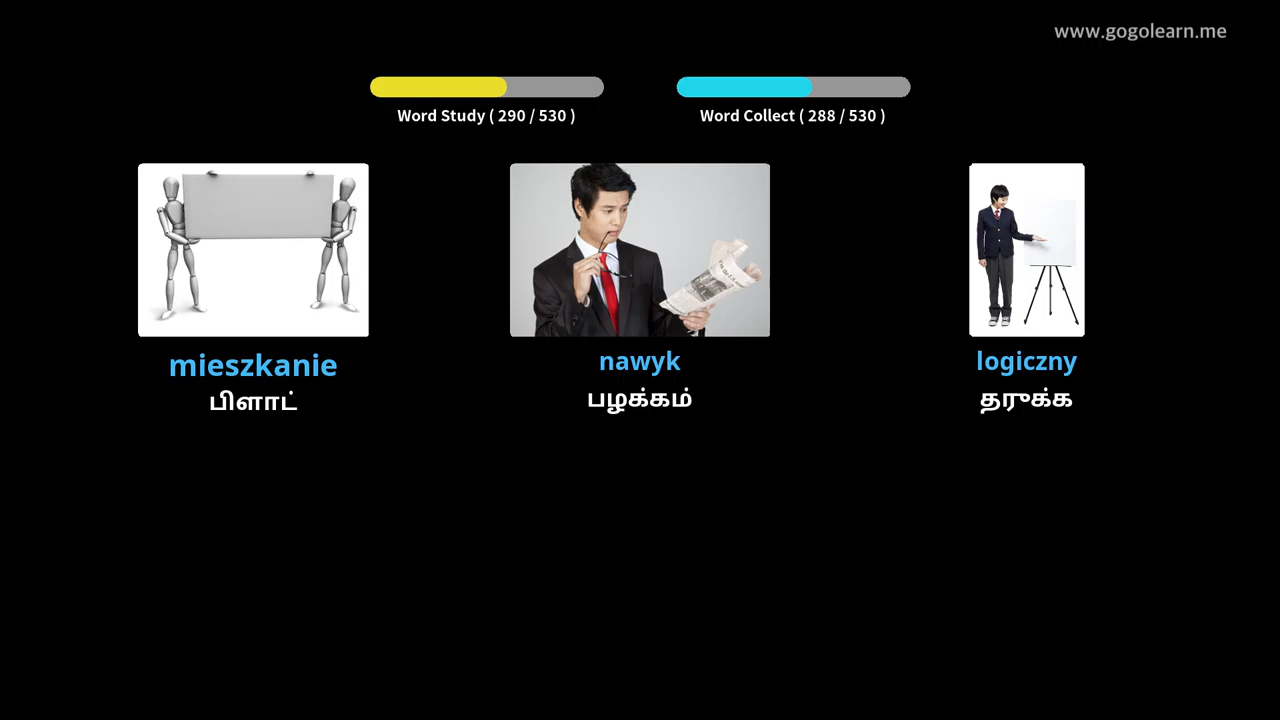 www.gogolearn.me
Word Study ( 290 / 530 )
Word Collect ( 288 / 530 )
mieszkanie
பிளாட்
nawyk
பழக்கம்
logiczny
தருக்க